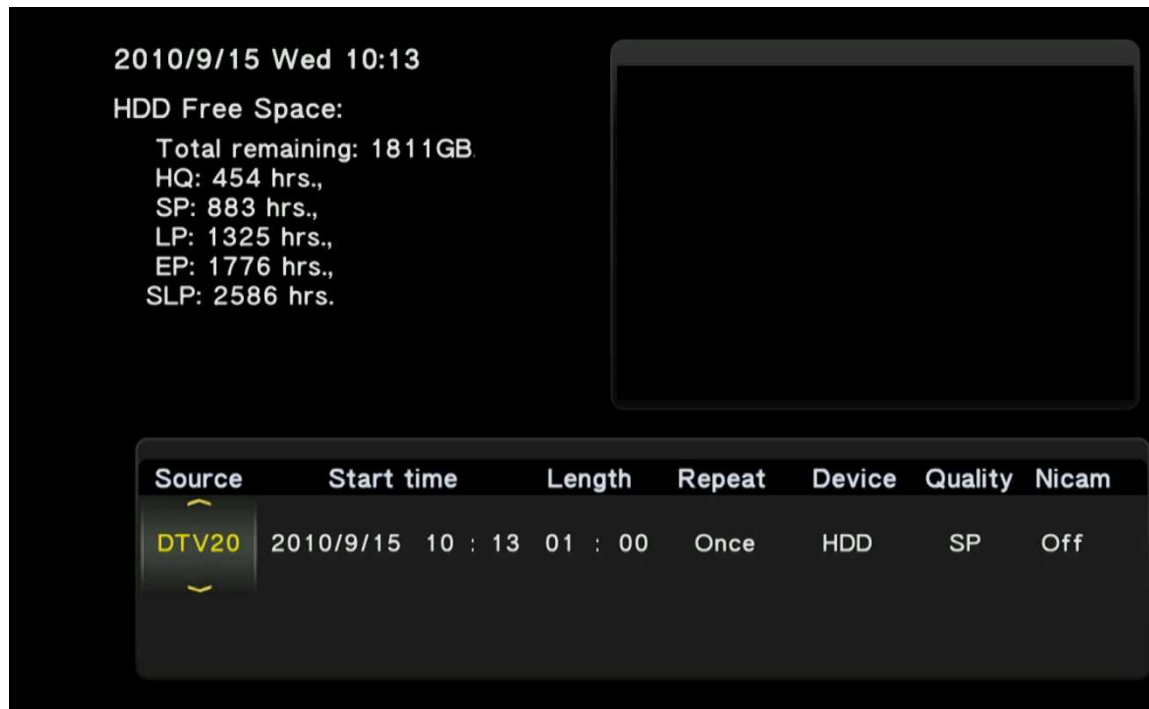 2010/9/15 Wed 10:13
HDD Free Space:
Total remaining: 1811GB.
HQ: 454 hrs.,
SP: 883 hrs.,
LP: 1325 hrs.,
EP: 1776 hrs.,
SLP: 2586 hrs.
Source Start time Length Repeat Device Quality Nicam
DTV20 2010/9/15 10 : 13 01 : 00 Once HDD SP Off